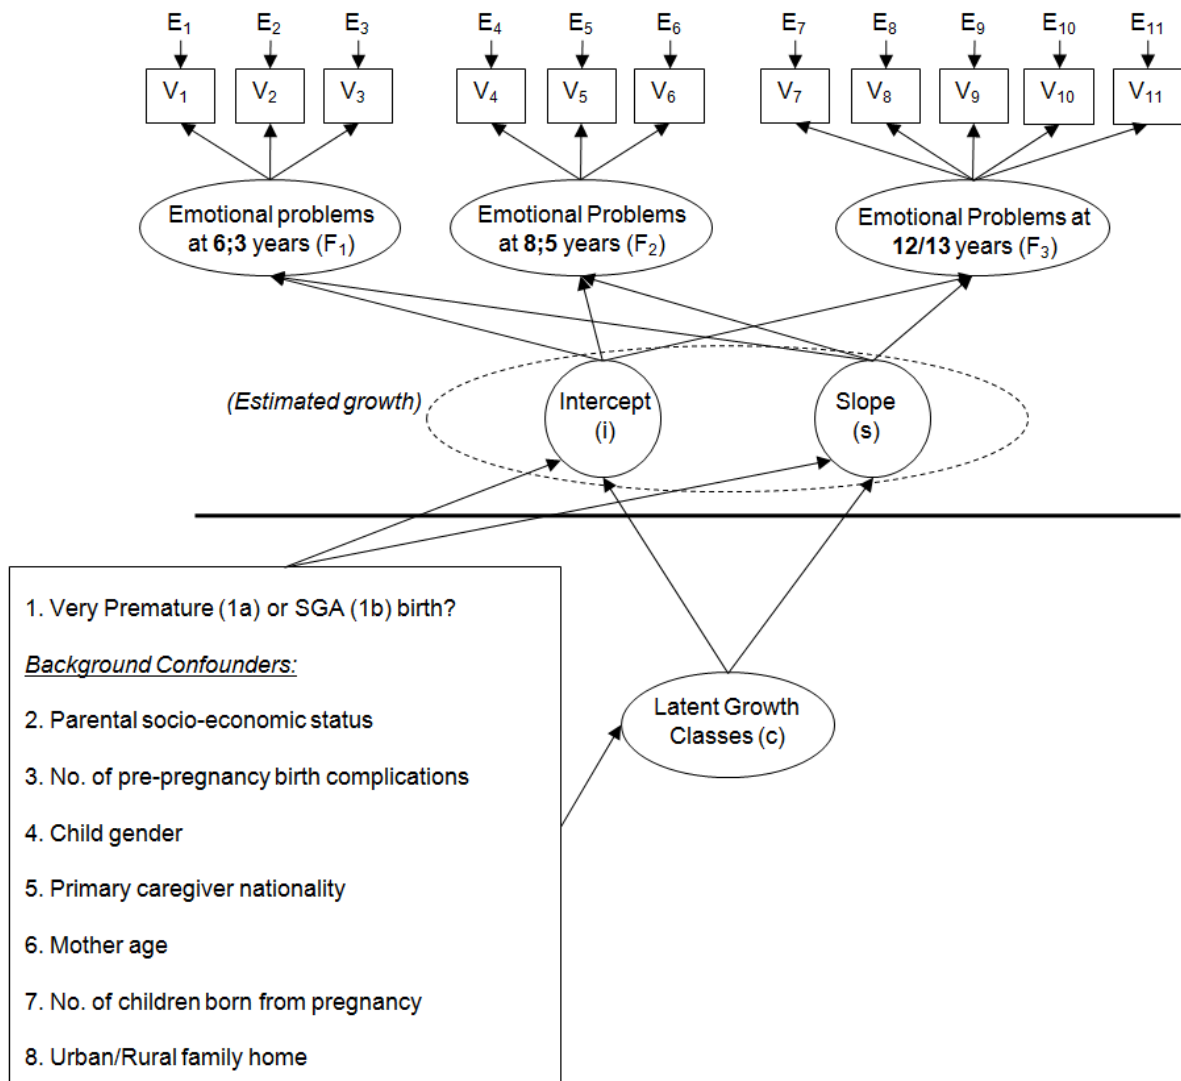 E₁ E₂ E₃ E₄ E₅ E₆ E₇ E₈ E₉ E₁₀ E₁₁
V₁ V₂ V₃ V₄ V₅ V₆ V₇ V₈ V₉ V₁₀ V₁₁
Emotional problems
at 6;3 years (F₁)
Emotional Problems
at 8;5 years (F₂)
Emotional Problems at
12/13 years (F₃)
(Estimated growth)
Intercept
(i)
Slope
(s)
1. Very Premature (1a) or SGA (1b) birth?
Background Confounders:
2. Parental socio-economic status
3. No. of pre-pregnancy birth complications
4. Child gender
5. Primary caregiver nationality
6. Mother age
7. No. of children born from pregnancy
8. Urban/Rural family home
Latent Growth
Classes (c)